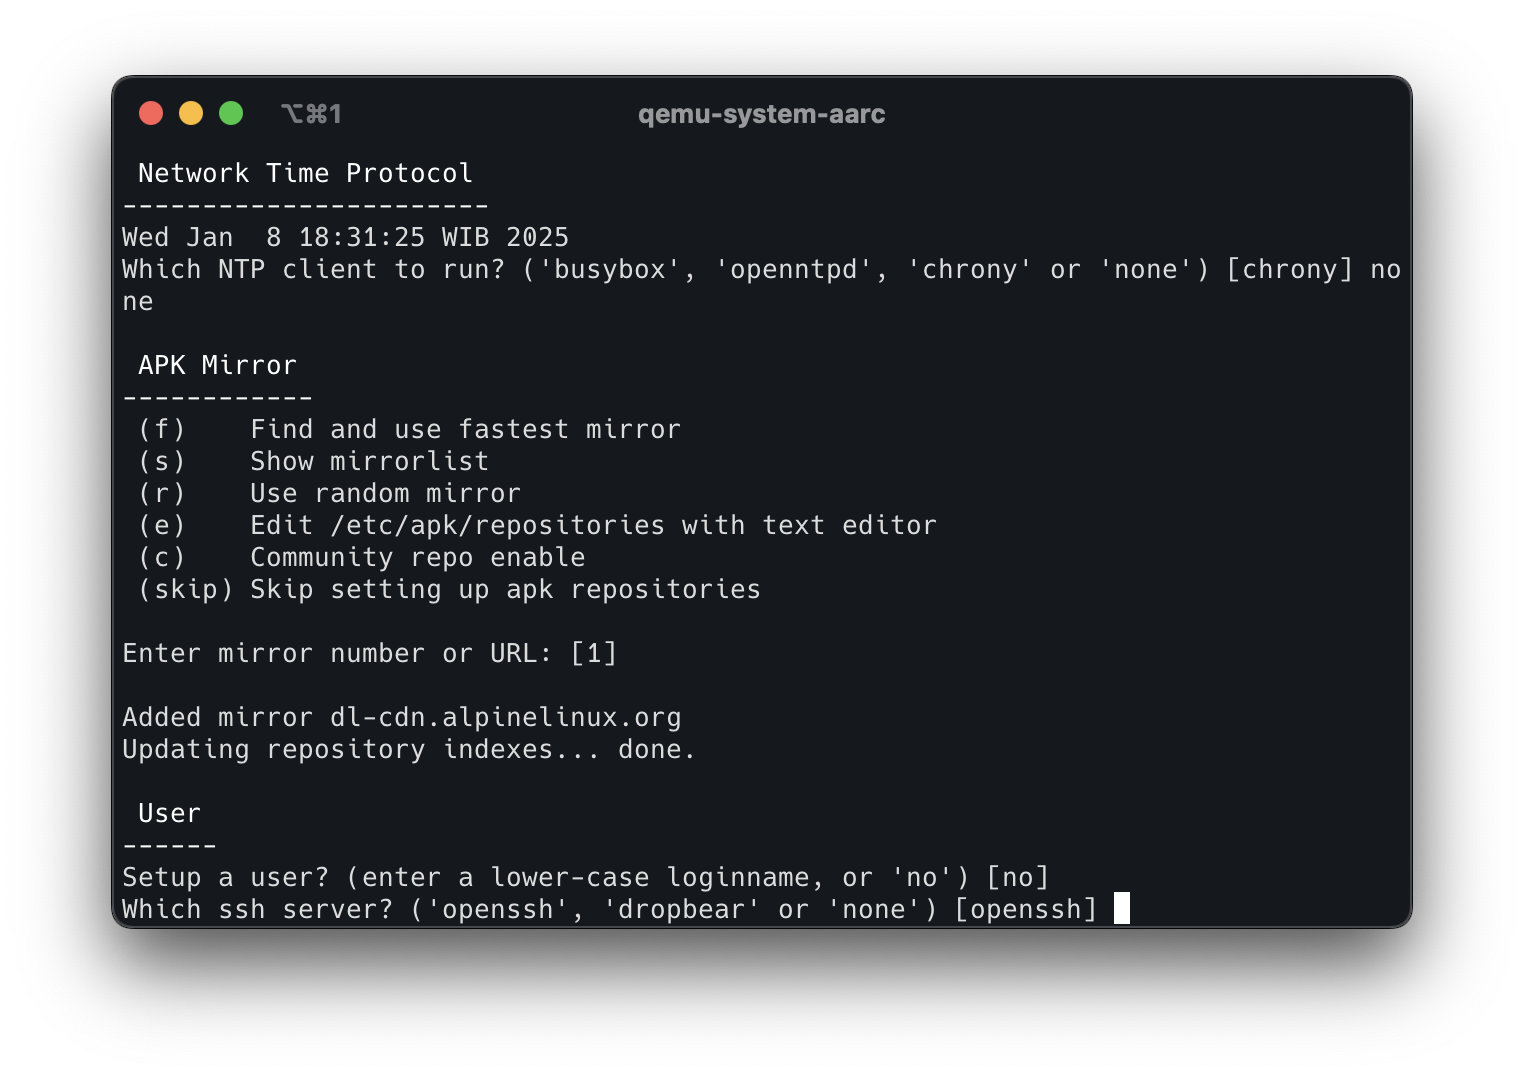 ⌥⌘1 qemu-system-aarc
Network Time Protocol
-----------------------
Wed Jan  8 18:31:25 WIB 2025
Which NTP client to run? ('busybox', 'openntpd', 'chrony' or 'none') [chrony] no
ne
APK Mirror
------------
(f)    Find and use fastest mirror
(s)    Show mirrorlist
(r)    Use random mirror
(e)    Edit /etc/apk/repositories with text editor
(c)    Community repo enable
(skip) Skip setting up apk repositories
Enter mirror number or URL: [1]
Added mirror dl-cdn.alpinelinux.org
Updating repository indexes... done.
User
------
Setup a user? (enter a lower-case loginname, or 'no') [no]
Which ssh server? ('openssh', 'dropbear' or 'none') [openssh]